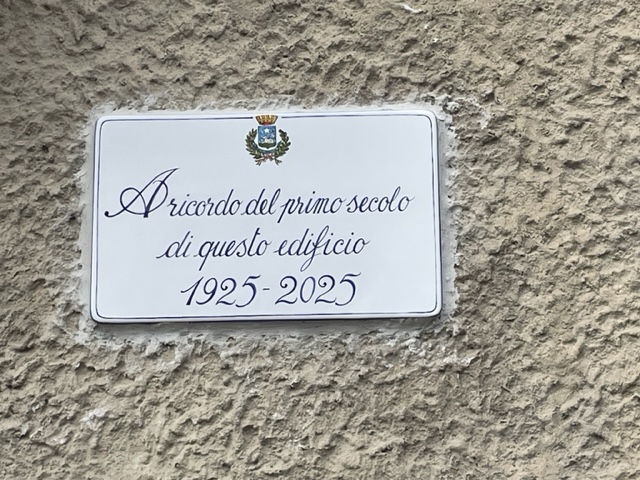 A ricordo del primo secolo
di questo edificio
1925-2025